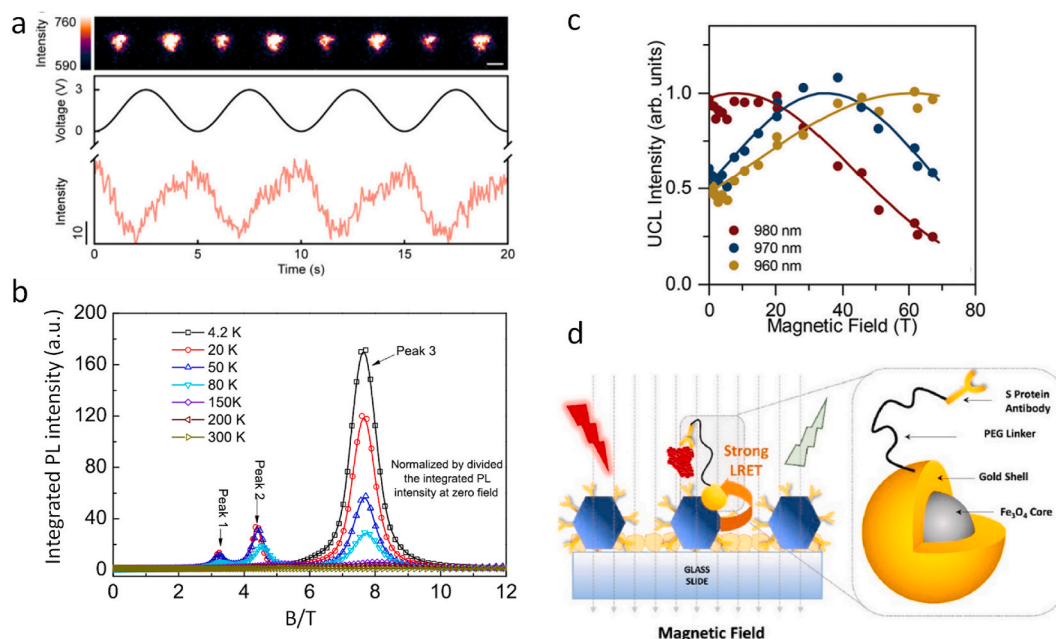 a
Intensity
760
590
Voltage (V)
3
0
Intensity
10
0
5
10
15
20
Time (s)
b
Integrated PL intensity (a.u.)
200
160
120
80
40
0
4.2 K
20 K
50 K
80 K
150K
200 K
300 K
Peak 1
Peak 2
Peak 3
Normalized by divided
the integrated PL
intensity at zero field
0
2
4
6
8
10
12
B/T
c
UCL Intensity (arb. units)
1.0
0.5
0.0
980 nm
970 nm
960 nm
0
20
40
60
80
Magnetic Field (T)
d
Strong
LRET
GLASS
SLIDE
Magnetic Field
S Protein
Antibody
PEG Linker
Gold Shell
Fe₃O₄ Core